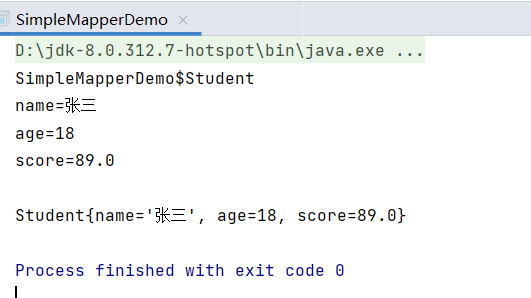 SimpleMapperDemo ×
D:\jdk-8.0.312.7-hotspot\bin\java.exe ...
SimpleMapperDemo$Student
name=张三
age=18
score=89.0
Student{name='张三', age=18, score=89.0}
Process finished with exit code 0